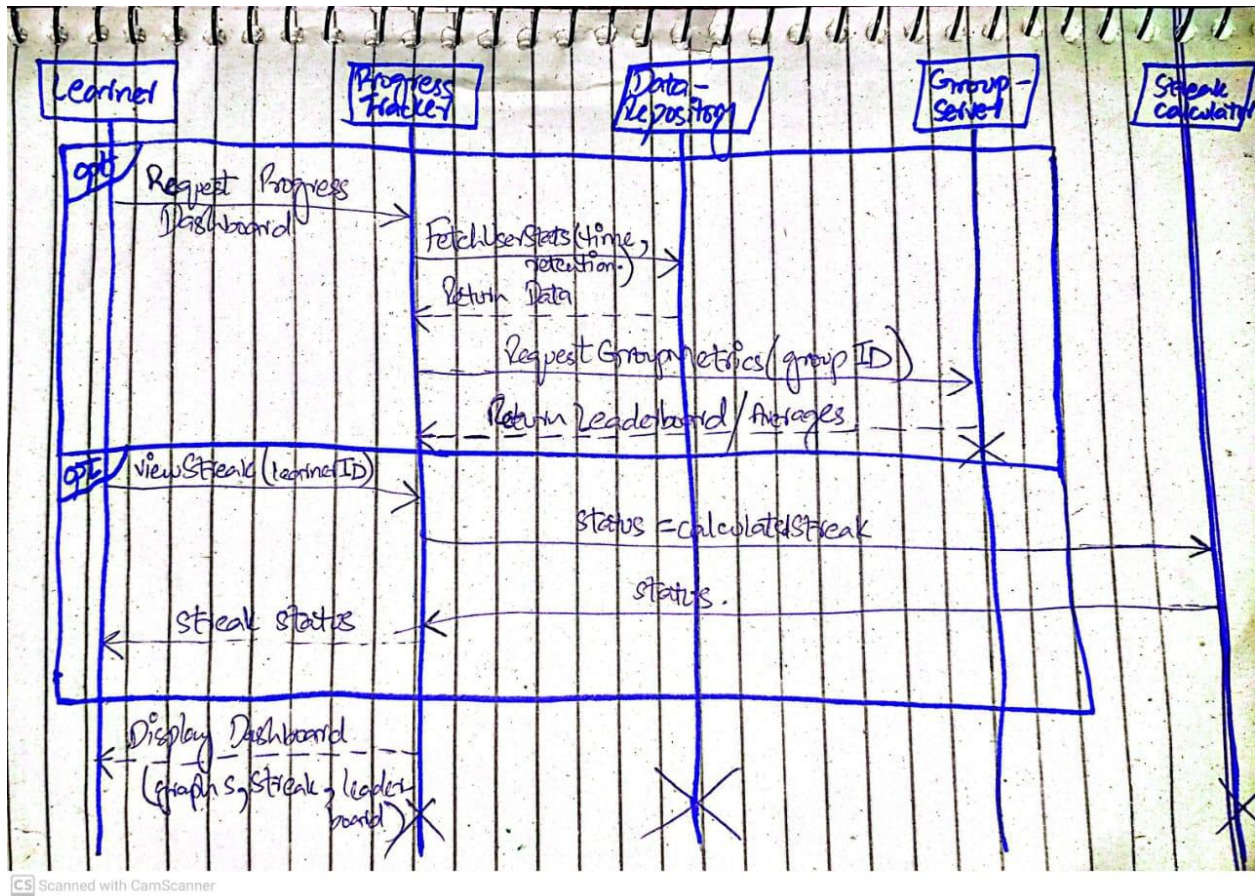 Learner
Progress
Tracker
Data-
Repository
Group-
Server
Streak
calculator
opt
Request Progress
Dashboard
FetchUserStats(time,
retention.)
Return Data
RequestGroupMetrics(group ID)
Return Leaderboard/Averages
opt
viewStreak(learnerID)
status =calculatedStreak
status.
streak status
Display Dashboard
(graphs, streak, leader
board)
CS Scanned with CamScanner